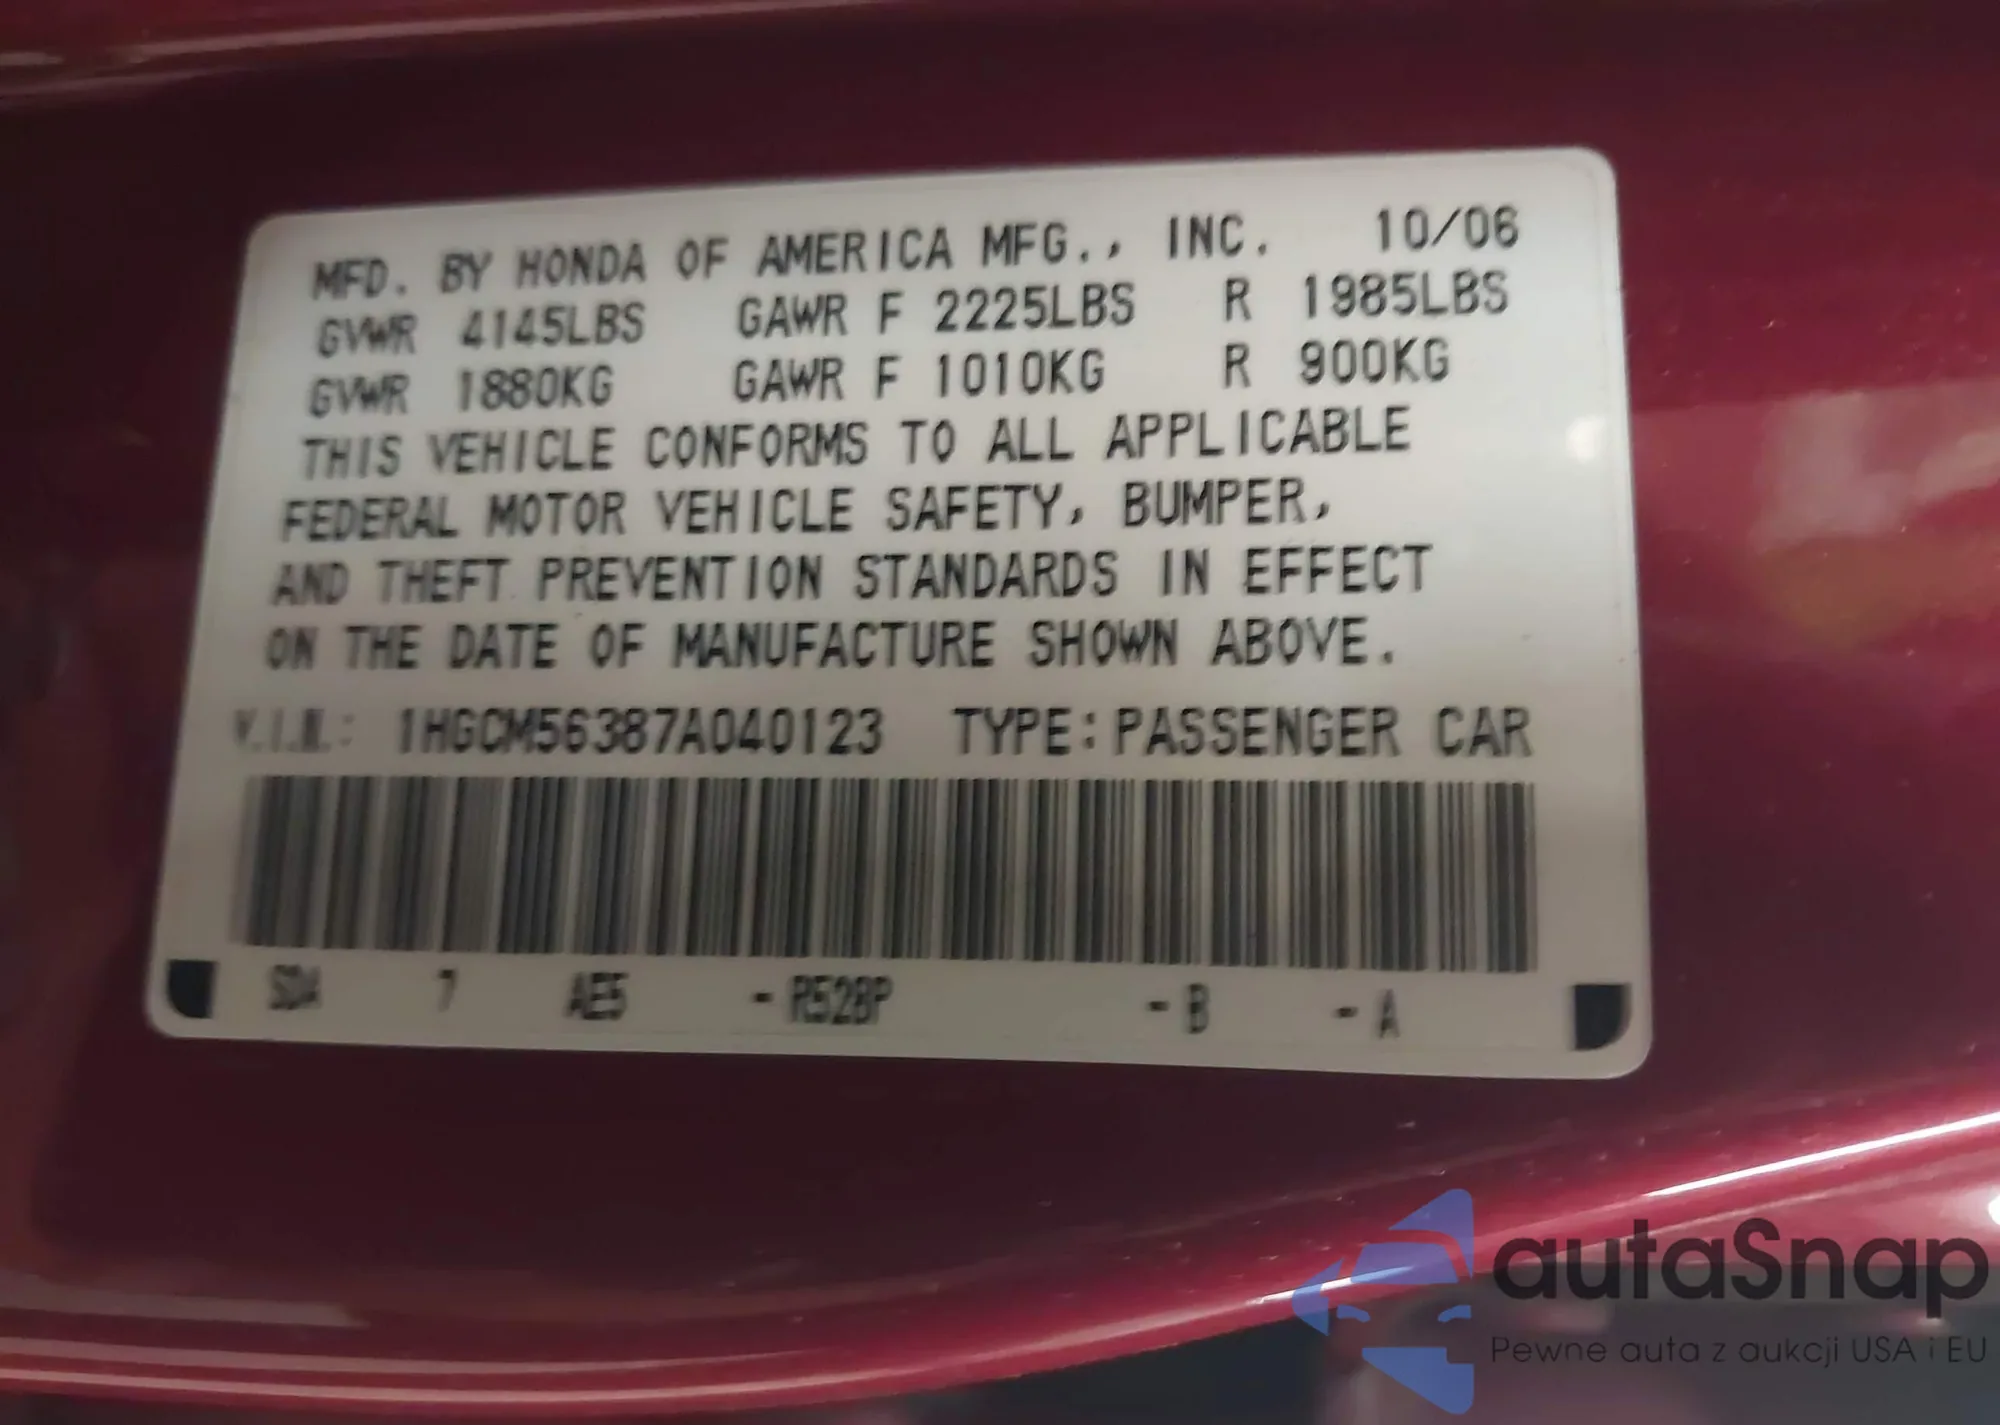 MFD. BY HONDA OF AMERICA MFG., INC. 10/06
GVWR 4145LBS GAWR F 2225LBS R 1985LBS
GVWR 1880KG GAWR F 1010KG R 900KG
THIS VEHICLE CONFORMS TO ALL APPLICABLE
FEDERAL MOTOR VEHICLE SAFETY, BUMPER,
AND THEFT PREVENTION STANDARDS IN EFFECT
ON THE DATE OF MANUFACTURE SHOWN ABOVE.
V.I.N.: 1HGCM56387A040123 TYPE: PASSENGER CAR
SDA 7 AE5 - R528P - B - A
autaSnap
Pewne auta z aukcji USA i EU